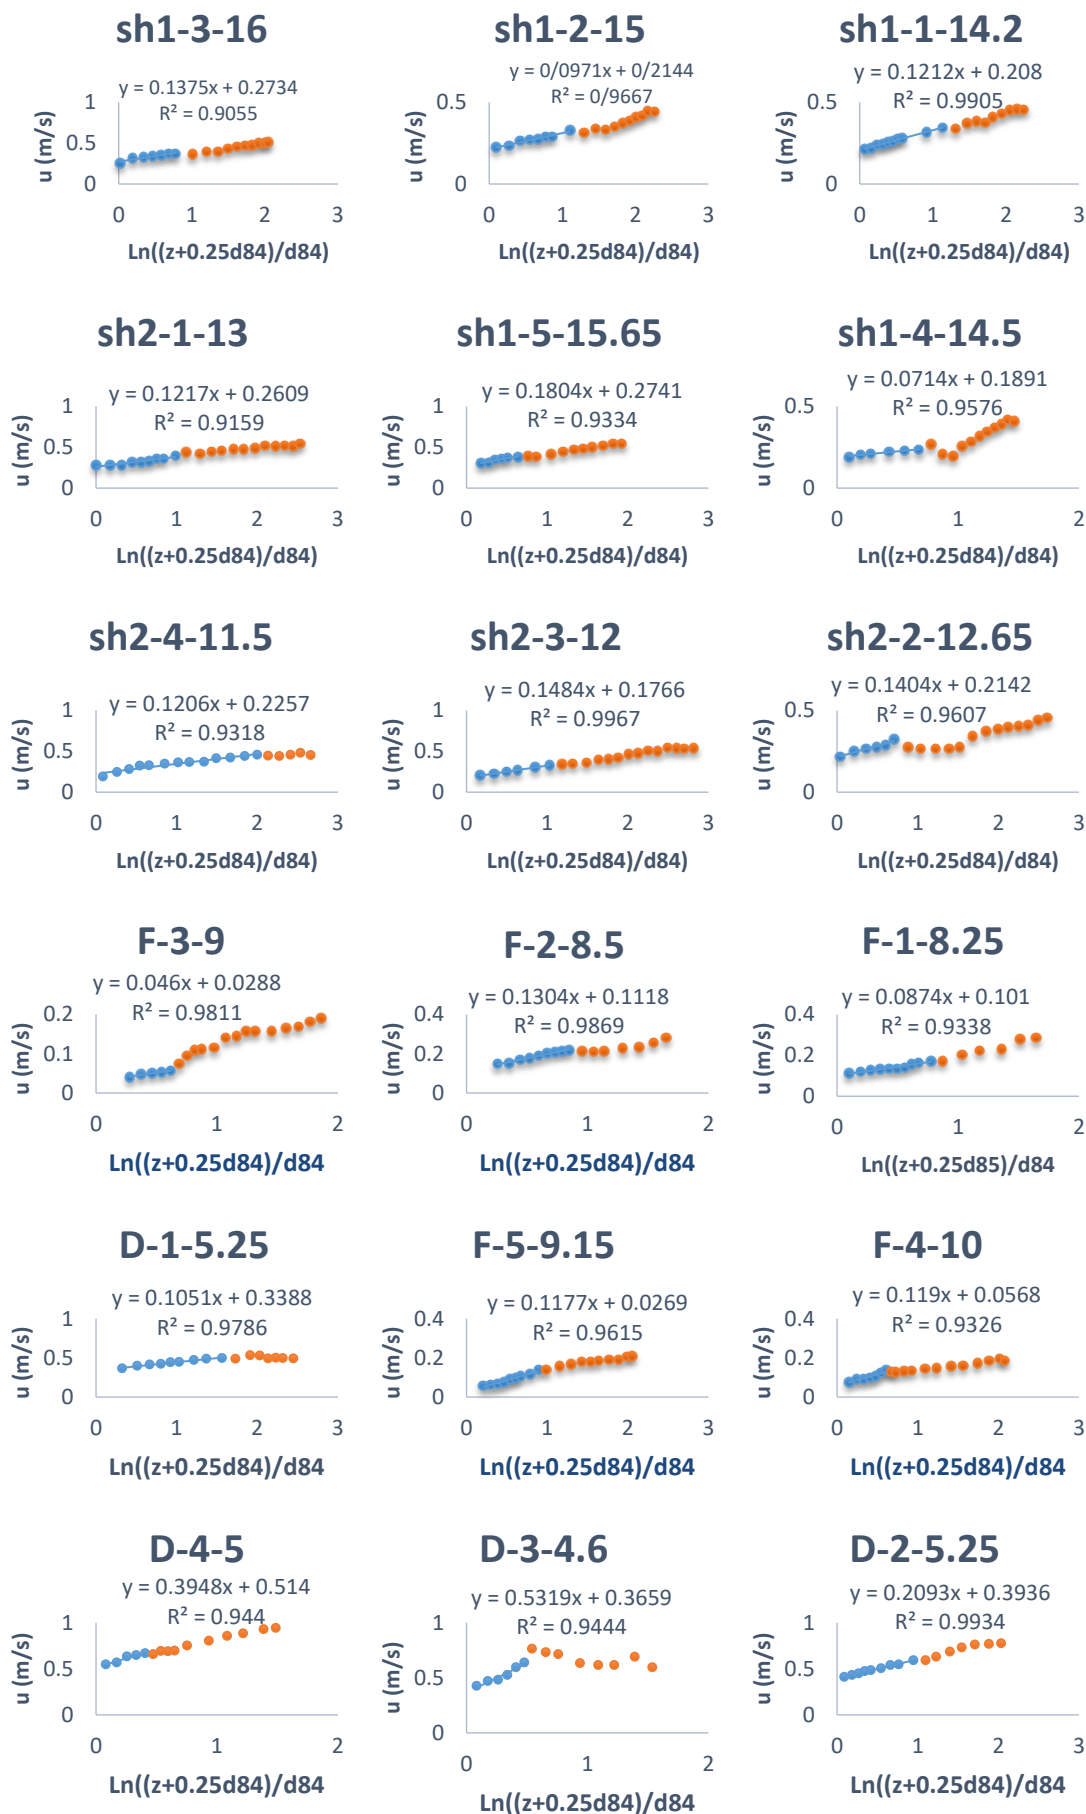 sh1-3-16
y = 0.1375x + 0.2734
R² = 0.9055
u (m/s)
1
0.5
0
0 1 2 3
Ln((z+0.25d84)/d84)
sh1-2-15
y = 0/0971x + 0/2144
R² = 0/9667
u (m/s)
0.5
0
0 1 2 3
Ln((z+0.25d84)/d84)
sh1-1-14.2
y = 0.1212x + 0.208
R² = 0.9905
u (m/s)
0.5
0
0 1 2 3
Ln((z+0.25d84)/d84)
sh2-1-13
y = 0.1217x + 0.2609
R² = 0.9159
u (m/s)
1
0.5
0
0 1 2 3
Ln((z+0.25d84)/d84)
sh1-5-15.65
y = 0.1804x + 0.2741
R² = 0.9334
u (m/s)
1
0.5
0
0 1 2 3
Ln((z+0.25d84)/d84)
sh1-4-14.5
y = 0.0714x + 0.1891
R² = 0.9576
u (m/s)
0.5
0
0 1 2
Ln((z+0.25d84)/d84)
sh2-4-11.5
y = 0.1206x + 0.2257
R² = 0.9318
u (m/s)
1
0.5
0
0 1 2 3
Ln((z+0.25d84)/d84)
sh2-3-12
y = 0.1484x + 0.1766
R² = 0.9967
u (m/s)
1
0.5
0
0 1 2 3
Ln((z+0.25d84)/d84)
sh2-2-12.65
y = 0.1404x + 0.2142
R² = 0.9607
u (m/s)
0.5
0
0 1 2 3
Ln((z+0.25d84)/d84)
F-3-9
y = 0.046x + 0.0288
R² = 0.9811
u (m/s)
0.2
0.1
0
0 1 2
Ln((z+0.25d84)/d84
F-2-8.5
y = 0.1304x + 0.1118
R² = 0.9869
u (m/s)
0.4
0.2
0
0 1 2
Ln((z+0.25d84)/d84
F-1-8.25
y = 0.0874x + 0.101
R² = 0.9338
u (m/s)
0.4
0.2
0
0 1 2
Ln((z+0.25d85)/d84
D-1-5.25
y = 0.1051x + 0.3388
R² = 0.9786
u (m/s)
1
0.5
0
0 1 2 3
Ln((z+0.25d84)/d84
F-5-9.15
y = 0.1177x + 0.0269
R² = 0.9615
u (m/s)
0.4
0.2
0
0 1 2 3
Ln((z+0.25d84)/d84
F-4-10
y = 0.119x + 0.0568
R² = 0.9326
u (m/s)
0.4
0.2
0
0 1 2 3
Ln((z+0.25d84)/d84
D-4-5
y = 0.3948x + 0.514
R² = 0.944
u (m/s)
1
0.5
0
0 1 2
Ln((z+0.25d84)/d84
D-3-4.6
y = 0.5319x + 0.3659
R² = 0.9444
u (m/s)
1
0.5
0
0 1 2
Ln((z+0.25d84)/d84
D-2-5.25
y = 0.2093x + 0.3936
R² = 0.9934
u (m/s)
1
0.5
0
0 1 2 3
Ln((z+0.25d84)/d84